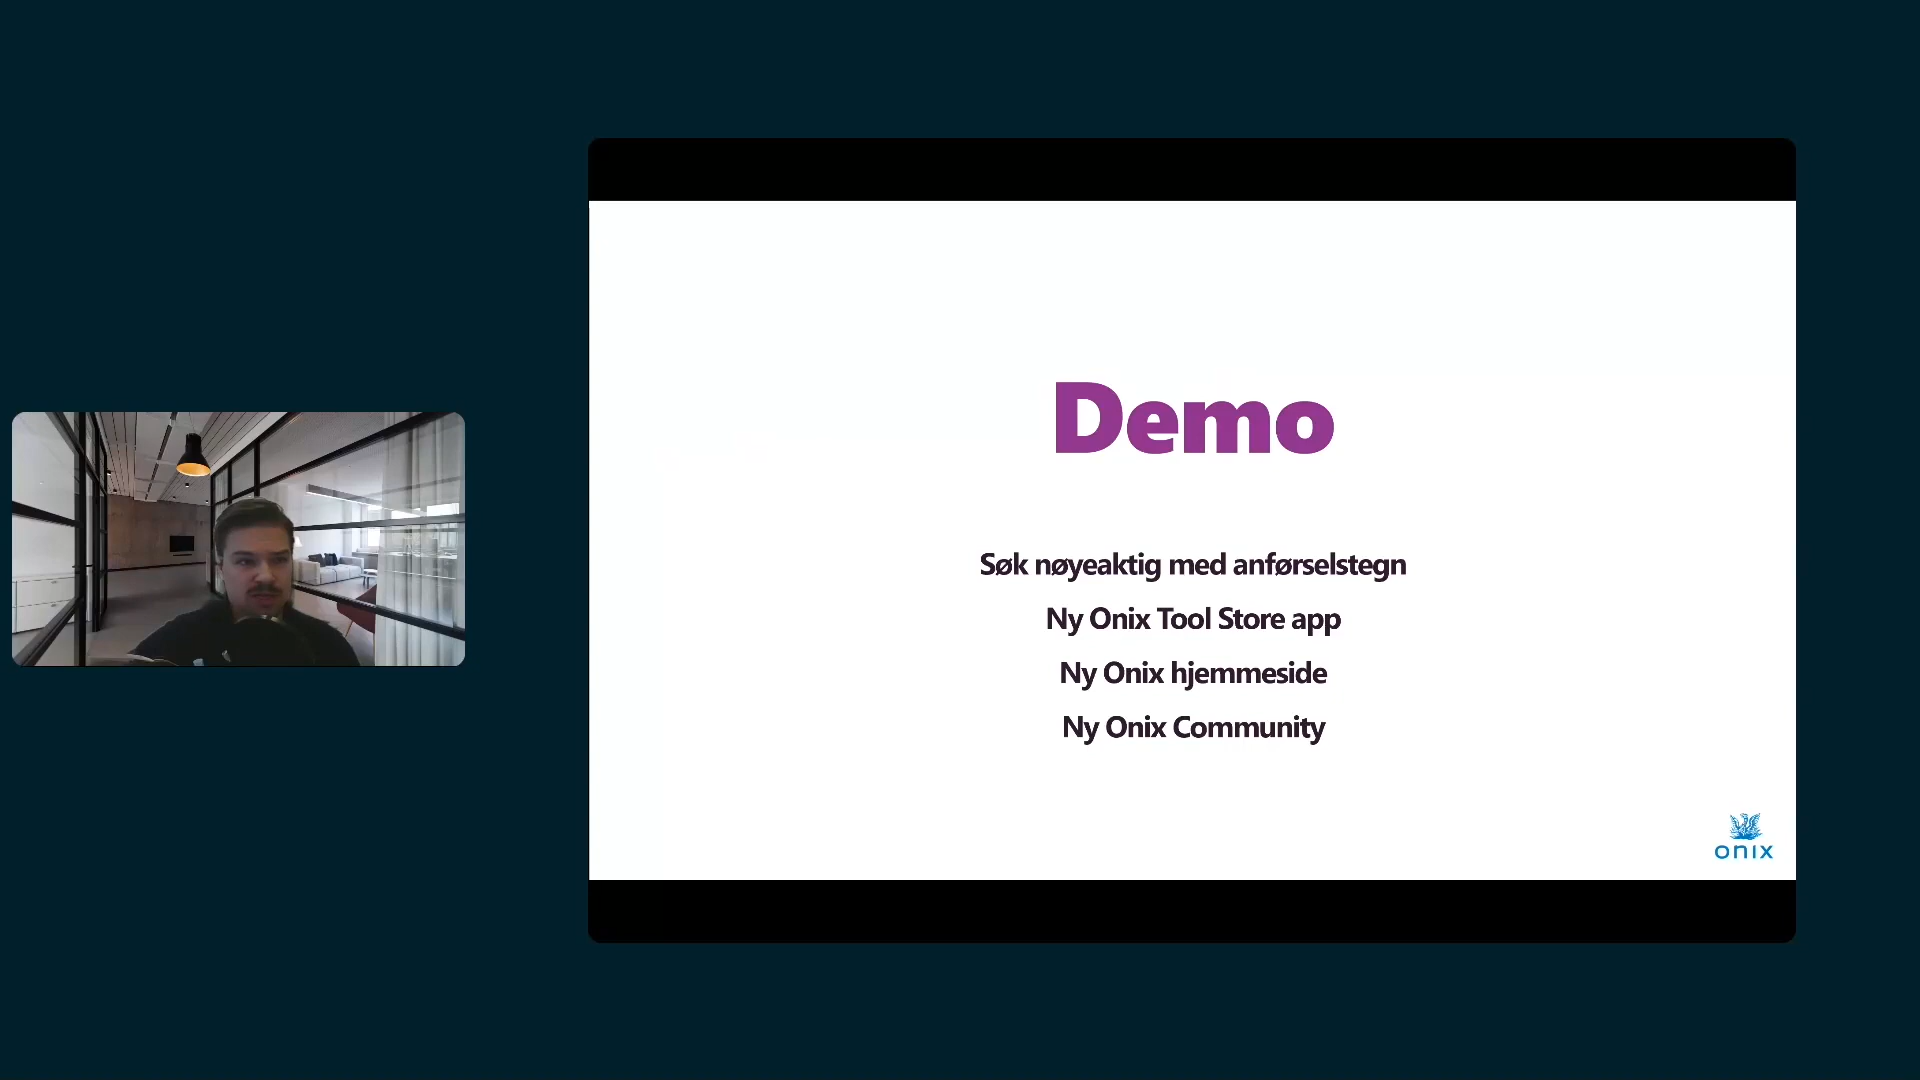 Demo
Søk nøyeaktig med anførselstegn
Ny Onix Tool Store app
Ny Onix hjemmeside
Ny Onix Community
onix